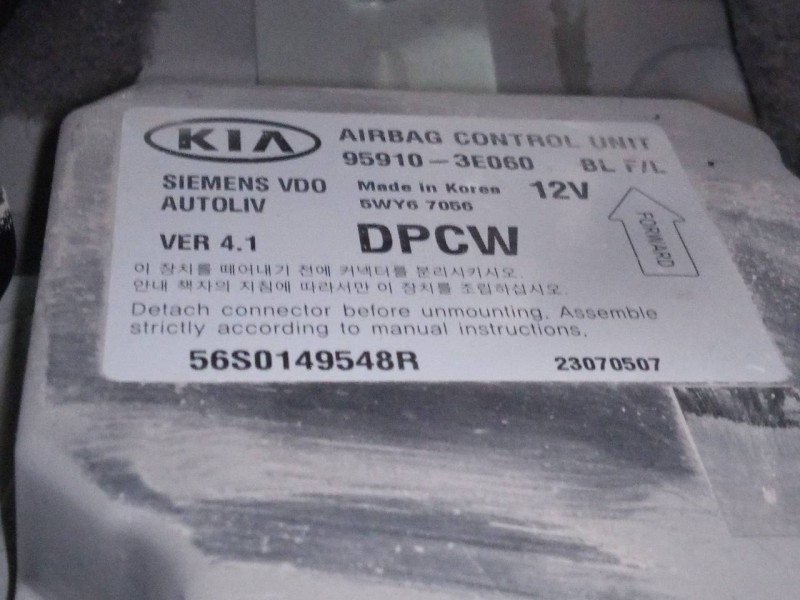 KIA AIRBAG CONTROL UNIT
95910-3E060 BL F/L
SIEMENS VDO Made in Korea 12V
AUTOLIV 5WY6 7056
VER 4.1 DPCW
FORWARD
이 장치를 떼어내기 전에 커넥터를 분리시키시오.
안내 책자의 지침에 따라서만 이 장치를 조립하십시오.
Detach connector before unmounting. Assemble
strictly according to manual instructions.
56S0149548R 23070507